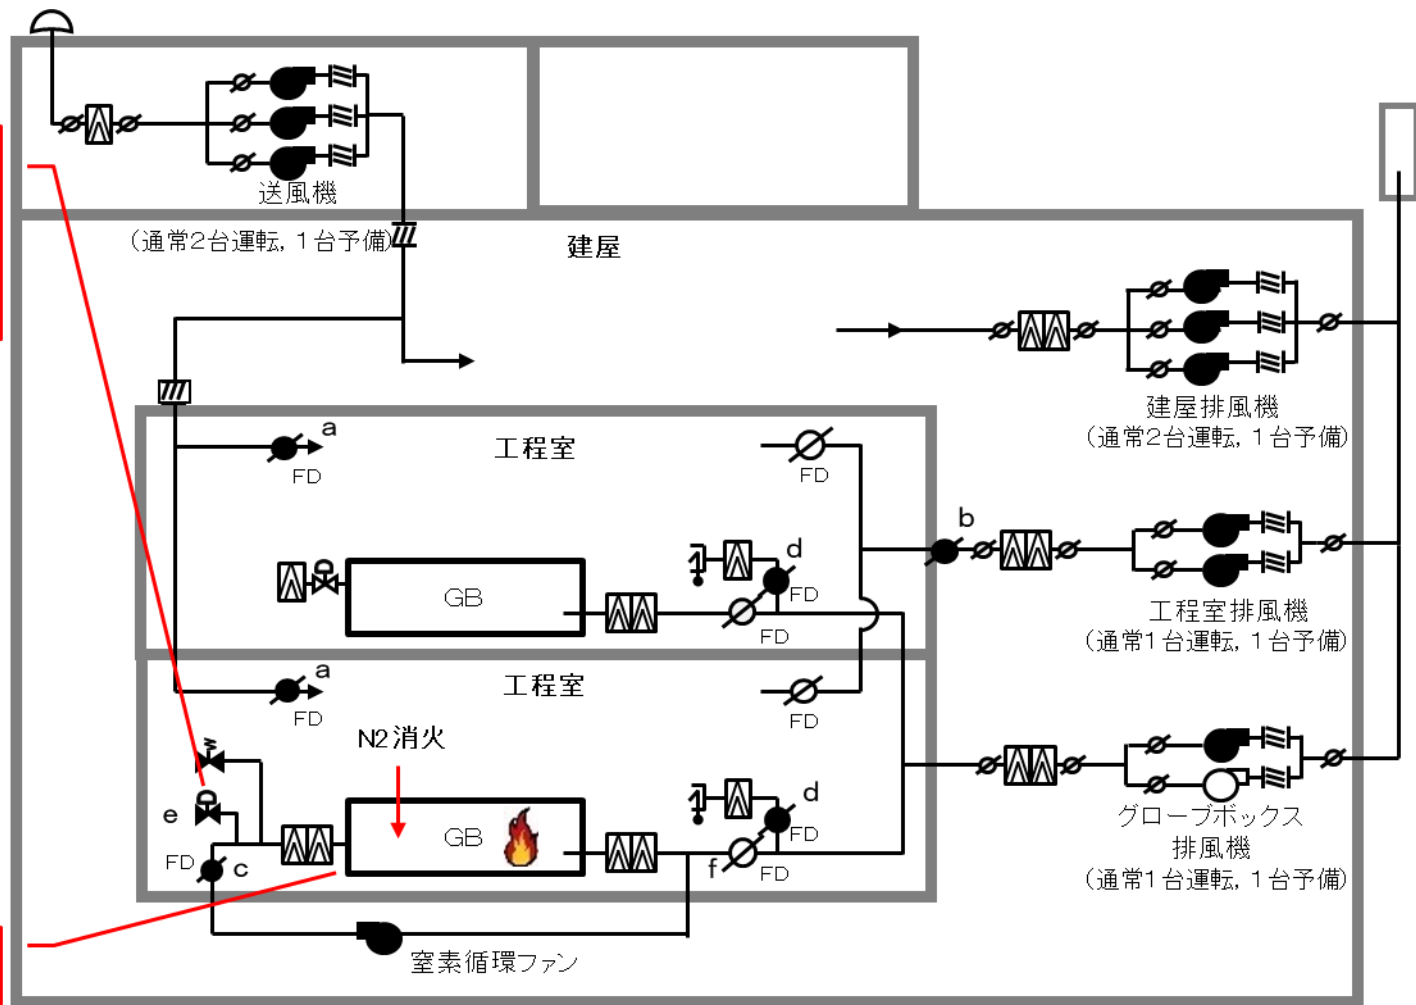 送風機
(通常2台運転, 1台予備)
建屋
建屋排風機
(通常2台運転, 1台予備)
a
FD
工程室
FD
b
d
FD
GB
FD
工程室排風機
(通常1台運転, 1台予備)
a
FD
工程室
FD
N2消火
W
D
e
FD
c
GB
d
FD
f
FD
グローブボックス
排風機
(通常1台運転, 1台予備)
窒素循環ファン